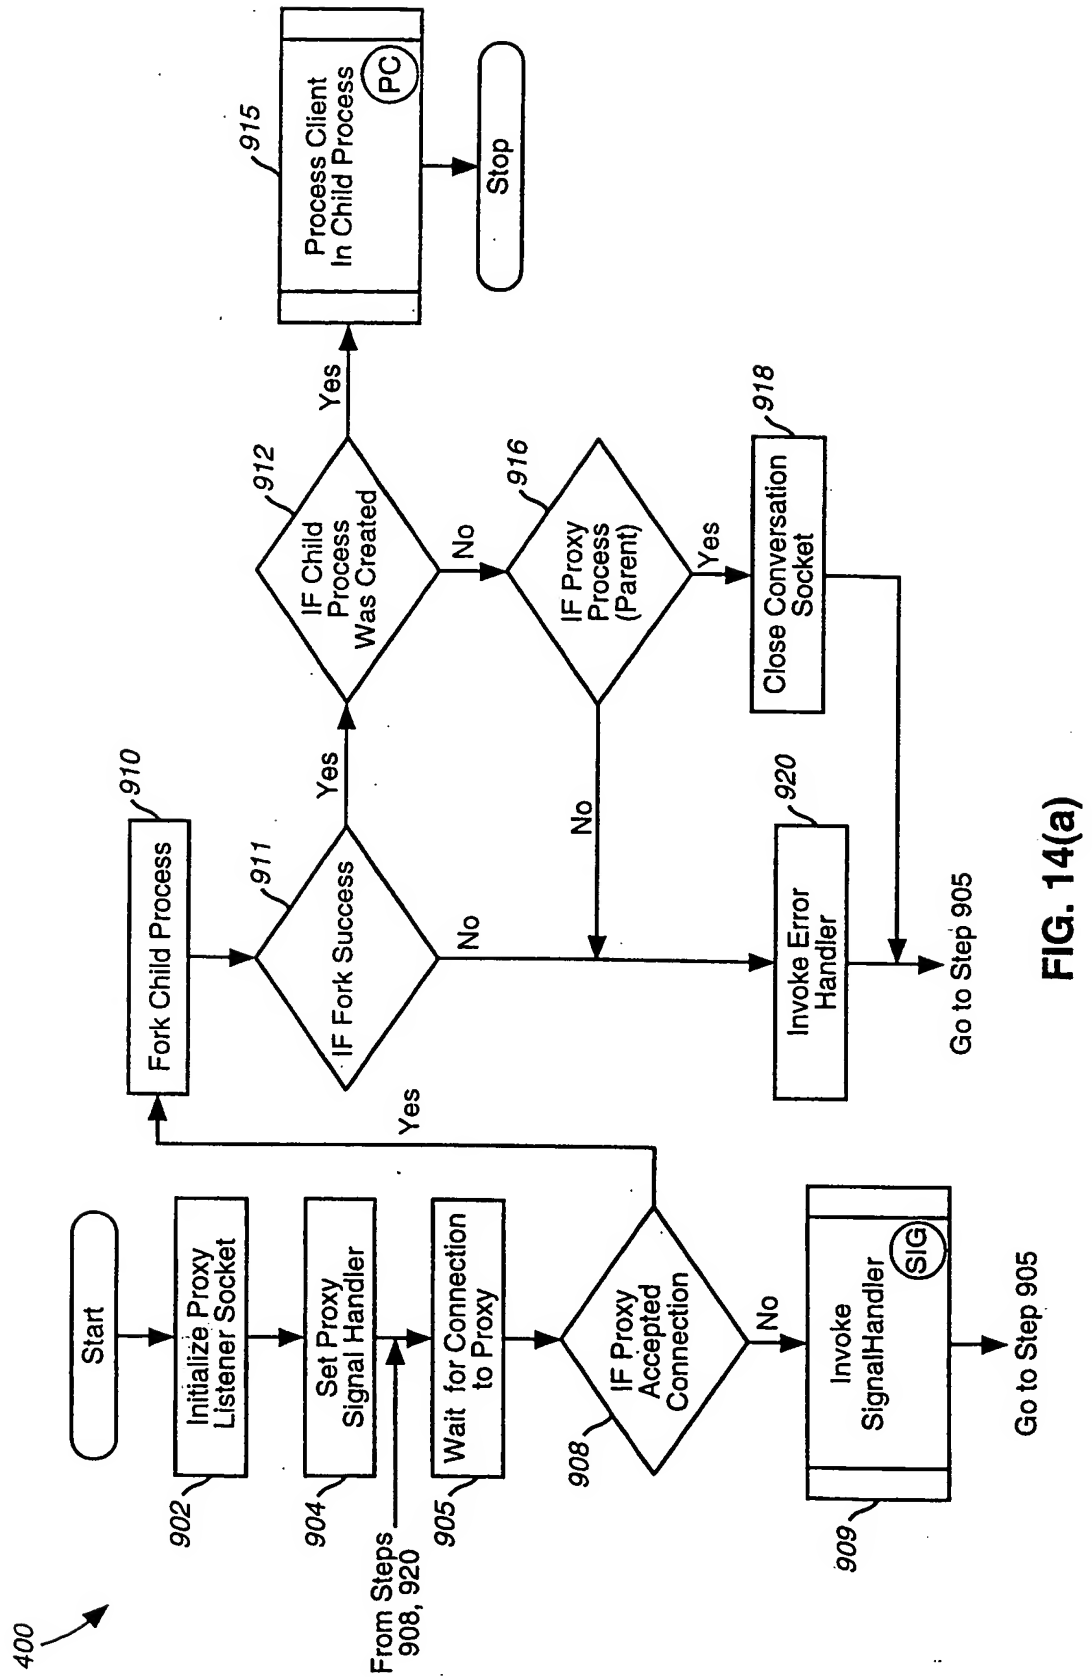 400
Start
902
Initialize Proxy
Listener Socket
904
Set Proxy
Signal Handler
From Steps
908, 920
905
Wait for Connection
to Proxy
908
IF Proxy
Accepted
Connection
Yes
No
909
Invoke
SignalHandler
SIG
Go to Step 905
910
Fork Child Process
911
IF Fork Success
Yes
No
912
IF Child
Process
Was Created
Yes
No
915
Process Client
In Child Process
PC
Stop
916
IF Proxy
Process
(Parent)
No
Yes
918
Close Conversation
Socket
920
Invoke Error
Handler
Go to Step 905
FIG. 14(a)